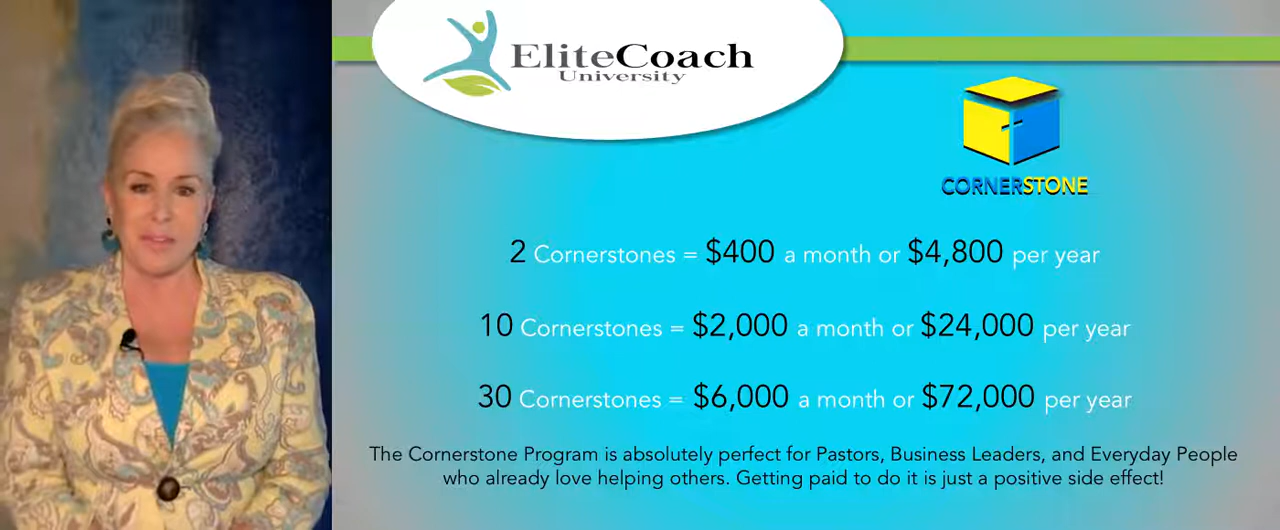 EliteCoach
University
CORNERSTONE
2 Cornerstones = $400 a month or $4,800 per year
10 Cornerstones = $2,000 a month or $24,000 per year
30 Cornerstones = $6,000 a month or $72,000 per year
The Cornerstone Program is absolutely perfect for Pastors, Business Leaders, and Everyday People
who already love helping others. Getting paid to do it is just a positive side effect!